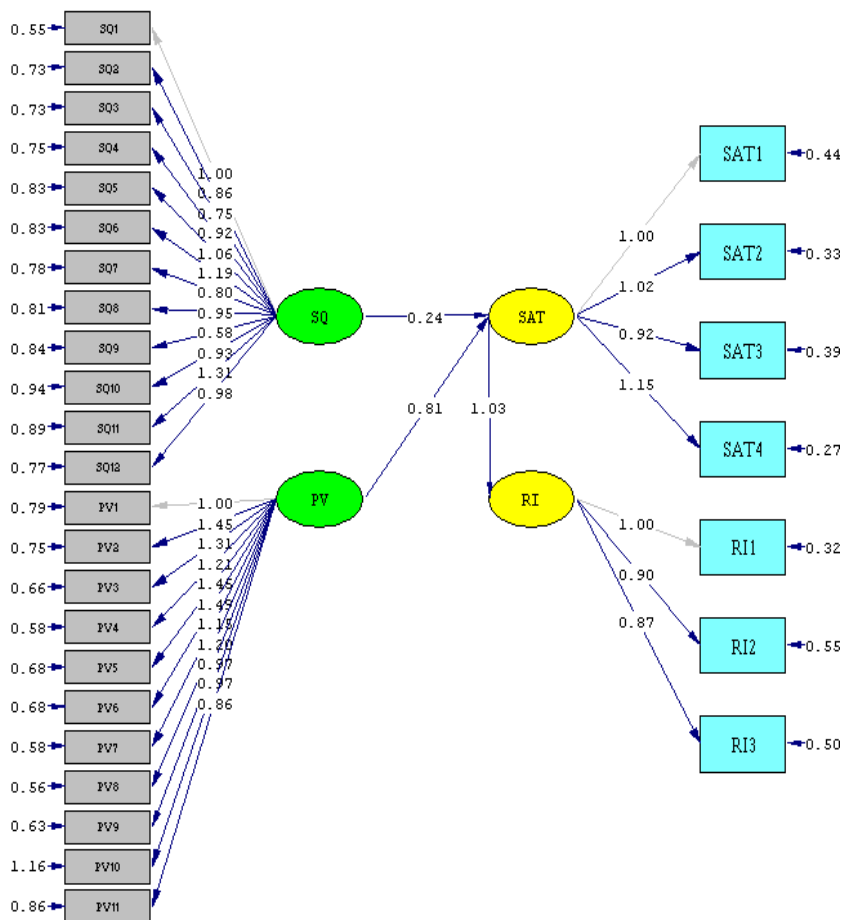 0.55 SQ1
0.73 SQ2
0.73 SQ3
0.75 SQ4
0.83 SQ5
0.83 SQ6
0.78 SQ7
0.81 SQ8
0.84 SQ9
0.94 SQ10
0.89 SQ11
0.77 SQ12
0.79 PV1
0.75 PV2
0.66 PV3
0.58 PV4
0.68 PV5
0.68 PV6
0.58 PV7
0.56 PV8
0.63 PV9
1.16 PV10
0.86 PV11
1.00
0.86
0.75
0.92
1.06
1.19
0.80
0.95
0.58
0.93
1.31
0.98
1.00
1.45
1.31
1.21
1.45
1.49
1.15
1.20
0.97
0.97
0.86
SQ
0.24
SAT
PV
0.81
1.03
RI
1.00
1.02
0.92
1.15
1.00
0.90
0.87
SAT1 0.44
SAT2 0.33
SAT3 0.39
SAT4 0.27
RI1 0.32
RI2 0.55
RI3 0.50